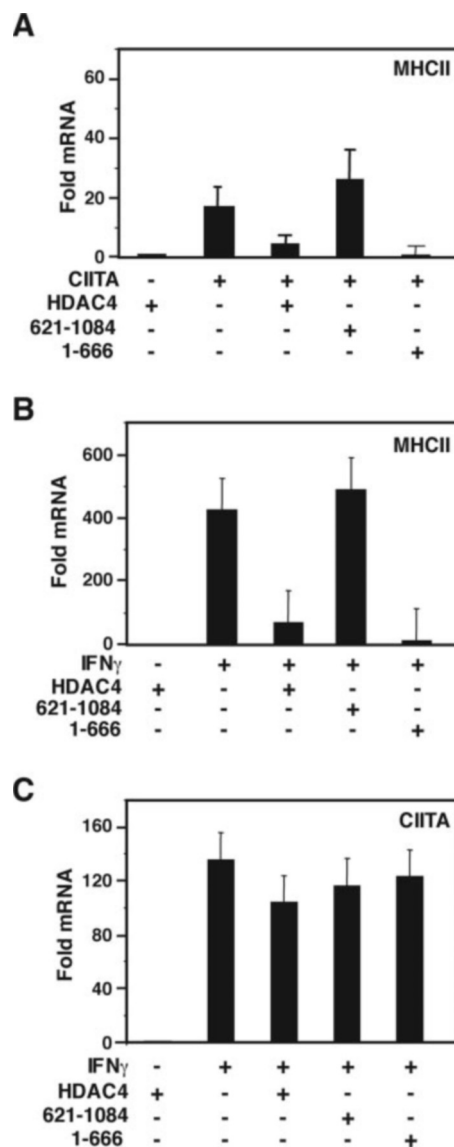 A
MHCII
Fold mRNA
60
40
20
0
CIITA - + + + +
HDAC4 + - + - -
621-1084 - - - + -
1-666 - - - - +
B
MHCII
Fold mRNA
600
400
200
0
IFNγ - + + + +
HDAC4 + - + - -
621-1084 - - - + -
1-666 - - - - +
C
CIITA
Fold mRNA
160
120
80
40
0
IFNγ - + + + +
HDAC4 + - + - -
621-1084 - - - + -
1-666 - - - - +